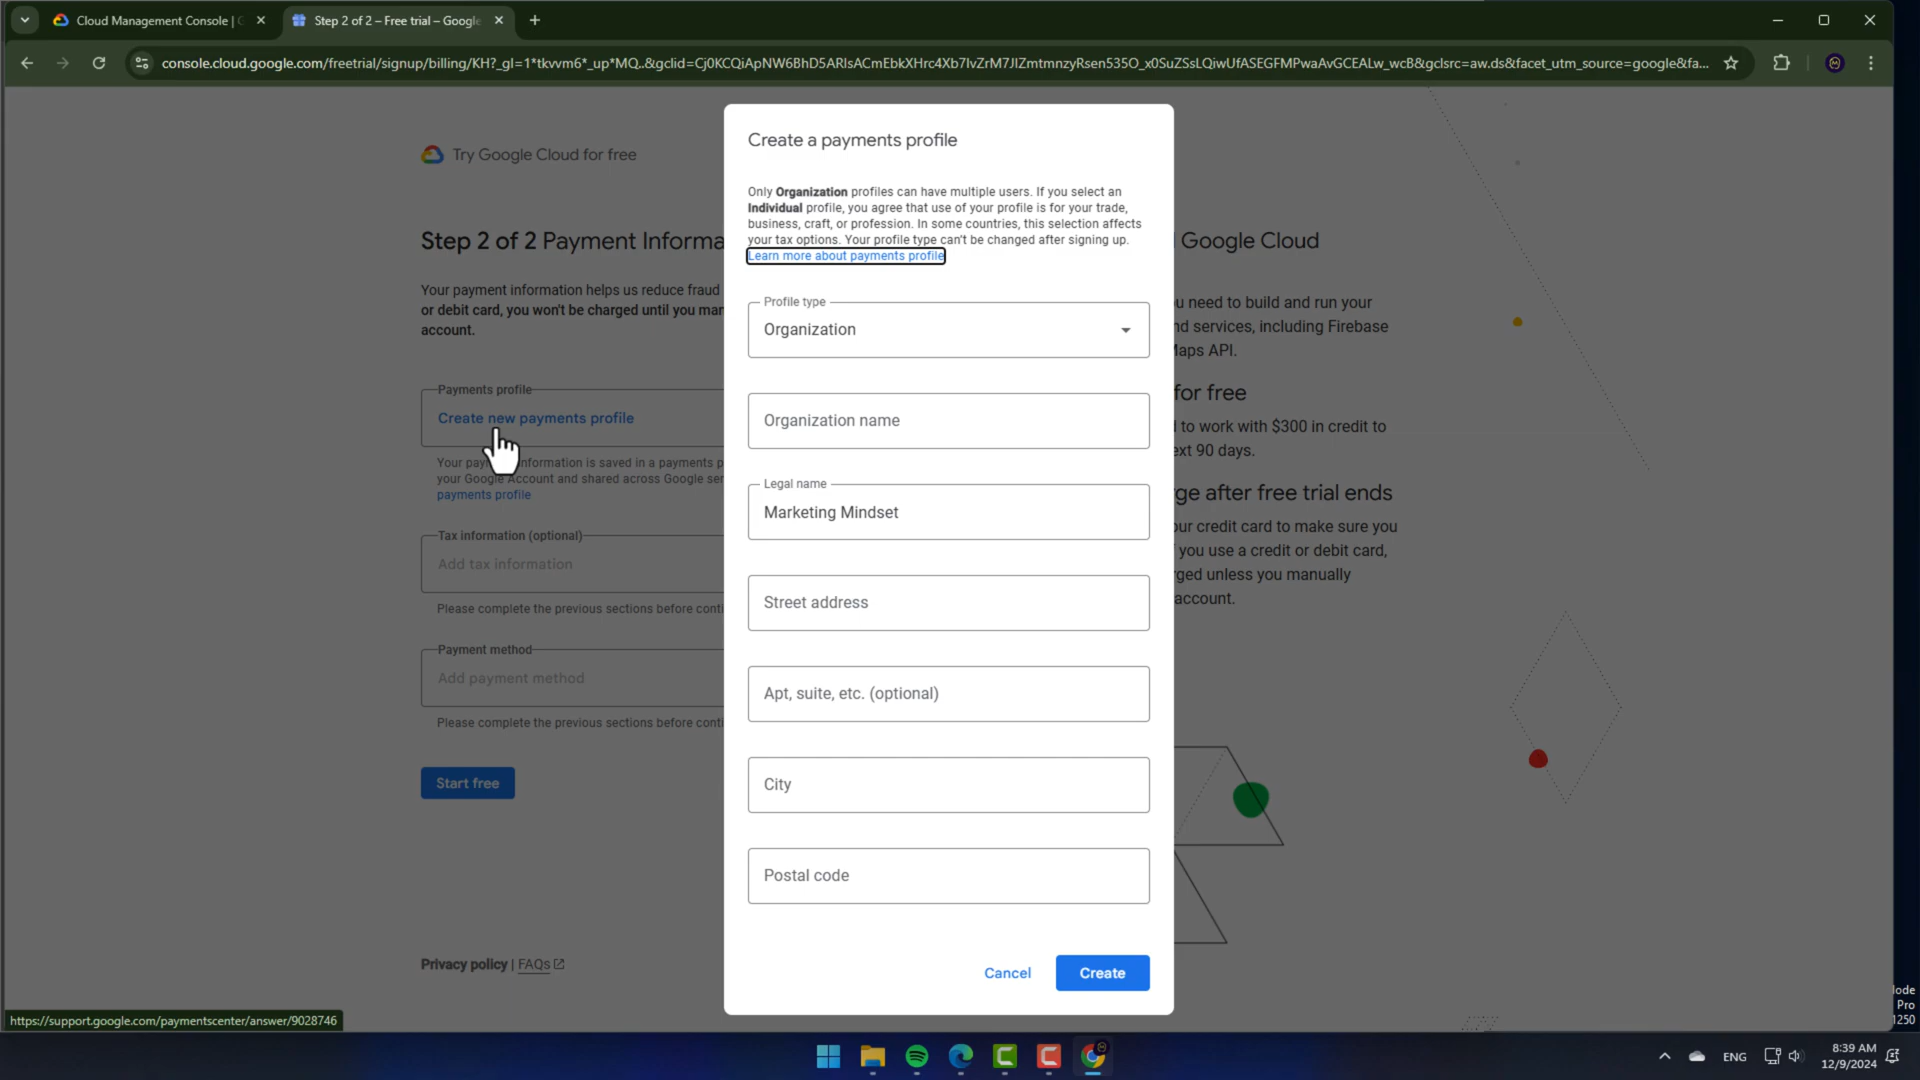 Cloud Management Console |
Step 2 of 2 – Free trial – Google
console.cloud.google.com/freetrial/signup/billing/KH?_gl=1*tkvvm6*_up*MQ..&gclid=Cj0KCQiApNW6BhD5ARIsACmEbkXHrc4Xb7IvZrM7JIZmtmnzyRsen535O_x0SuZSsLQiwUfASEGFMPwaAvGCEALw_wcB&gclsrc=aw.ds&facet_utm_source=google&fa...
Try Google Cloud for free
Step 2 of 2 Payment Informa
Your payment information helps us reduce fraud
or debit card, you won't be charged until you man
account.
Payments profile
Create new payments profile
Your pay nformation is saved in a payments p
your Google Account and shared across Google ser
payments profile
Tax information (optional)
Add tax information
Please complete the previous sections before conti
Payment method
Add payment method
Please complete the previous sections before conti
Start free
Privacy policy | FAQs
Create a payments profile
Only Organization profiles can have multiple users. If you select an
Individual profile, you agree that use of your profile is for your trade,
business, craft, or profession. In some countries, this selection affects
your tax options. Your profile type can't be changed after signing up.
Learn more about payments profile
Profile type
Organization
Organization name
Legal name
Marketing Mindset
Street address
Apt, suite, etc. (optional)
City
Postal code
Cancel
Create
Google Cloud
u need to build and run your
nd services, including Firebase
Maps API.
for free
to work with $300 in credit to
ext 90 days.
ge after free trial ends
our credit card to make sure you
you use a credit or debit card,
rged unless you manually
account.
https://support.google.com/paymentscenter/answer/9028746
lode
Pro
1250
ENG
8:39 AM
12/9/2024